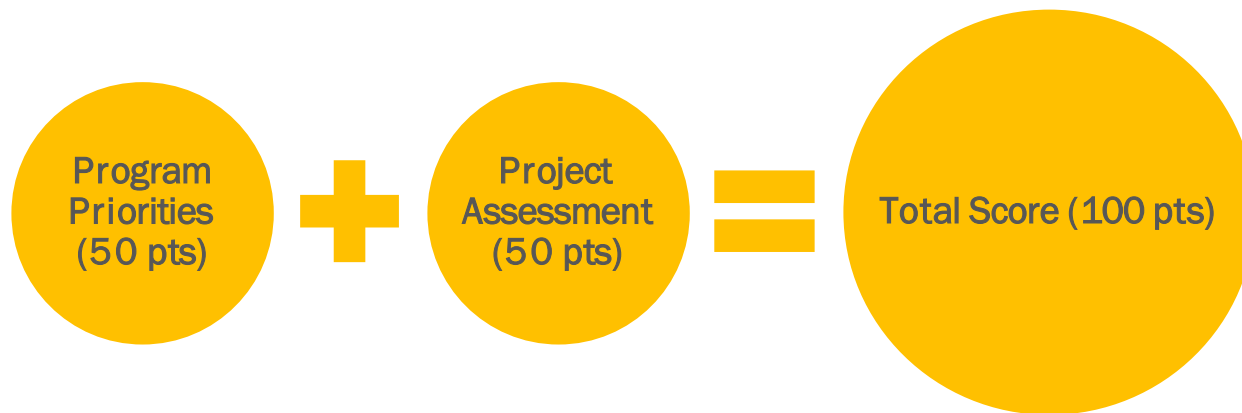 Program
Priorities
(50 pts)
Project
Assessment
(50 pts)
Total Score (100 pts)